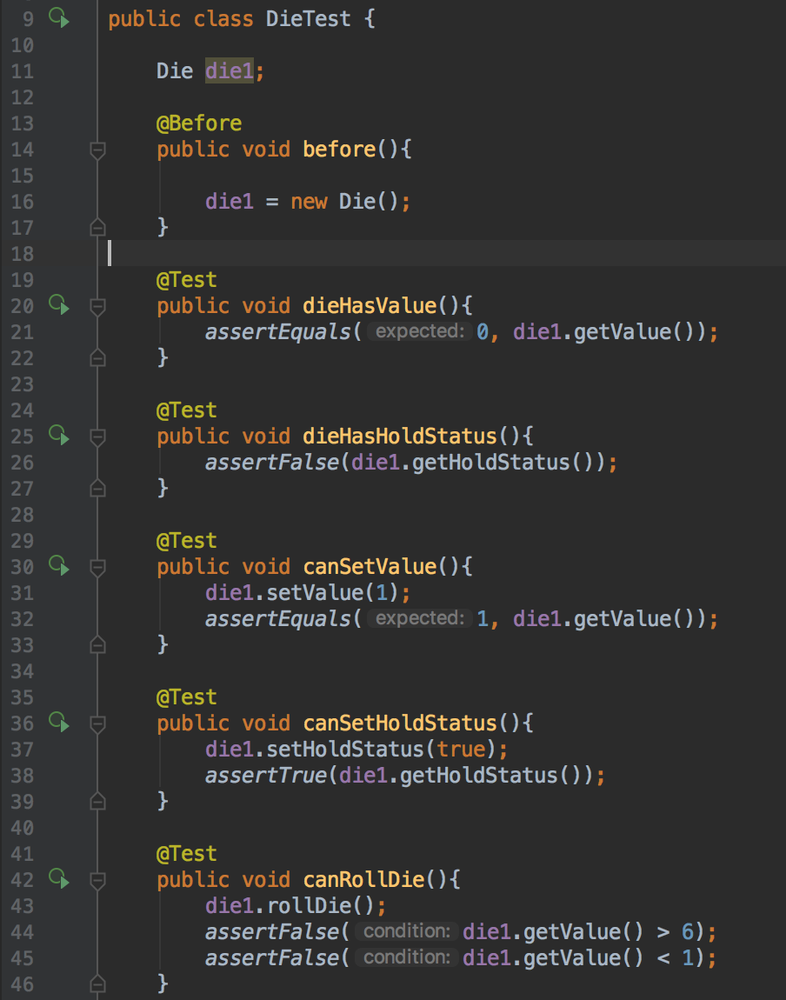 9 public class DieTest {
10
11 Die die1;
12
13 @Before
14 public void before(){
15
16 die1 = new Die();
17 }
18
19 @Test
20 public void dieHasValue(){
21 assertEquals( expected: 0, die1.getValue());
22 }
23
24 @Test
25 public void dieHasHoldStatus(){
26 assertFalse(die1.getHoldStatus());
27 }
28
29 @Test
30 public void canSetValue(){
31 die1.setValue(1);
32 assertEquals( expected: 1, die1.getValue());
33 }
34
35 @Test
36 public void canSetHoldStatus(){
37 die1.setHoldStatus(true);
38 assertTrue(die1.getHoldStatus());
39 }
40
41 @Test
42 public void canRollDie(){
43 die1.rollDie();
44 assertFalse( condition: die1.getValue() > 6);
45 assertFalse( condition: die1.getValue() < 1);
46 }